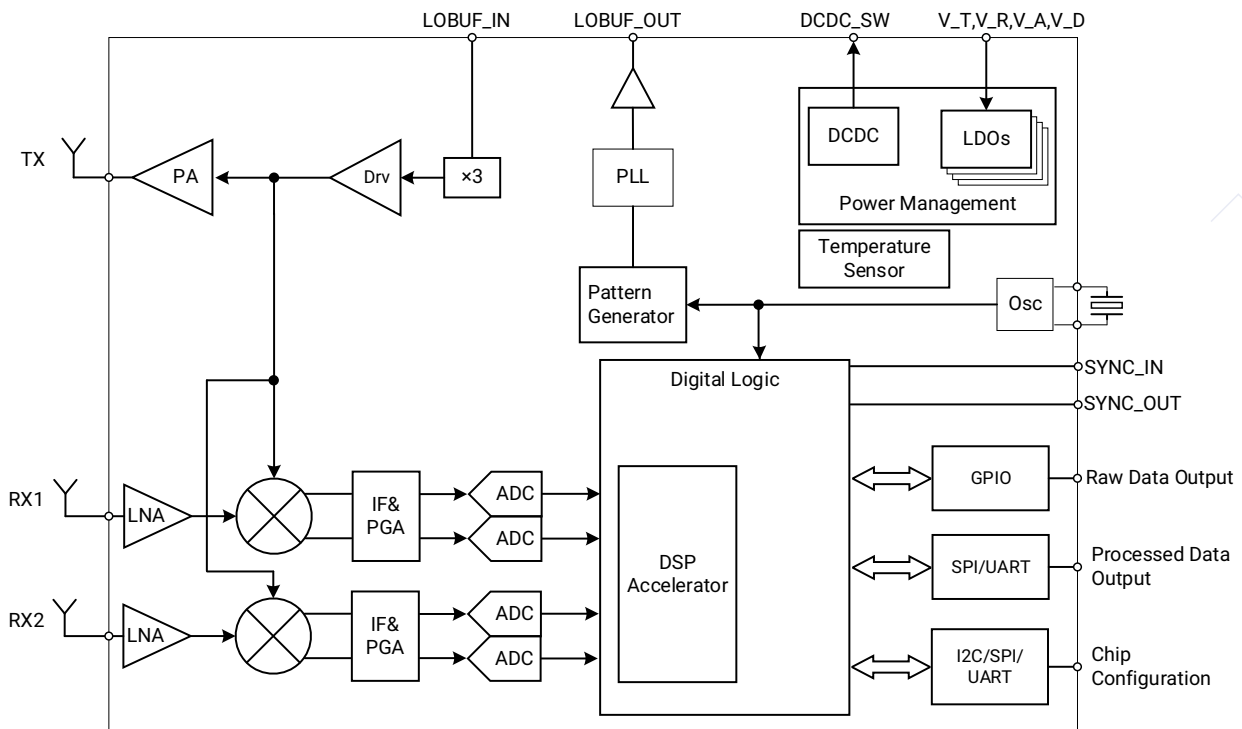 LOBUF_IN
LOBUF_OUT
DCDC_SW
V_T,V_R,V_A,V_D
DCDC
LDOs
Power Management
TX
PA
Drv
×3
PLL
Temperature
Sensor
Pattern
Generator
Osc
Digital Logic
SYNC_IN
SYNC_OUT
RX1
LNA
IF&
PGA
ADC
ADC
GPIO
Raw Data Output
DSP
Accelerator
SPI/UART
Processed Data
Output
RX2
LNA
IF&
PGA
ADC
ADC
I2C/SPI/
UART
Chip
Configuration